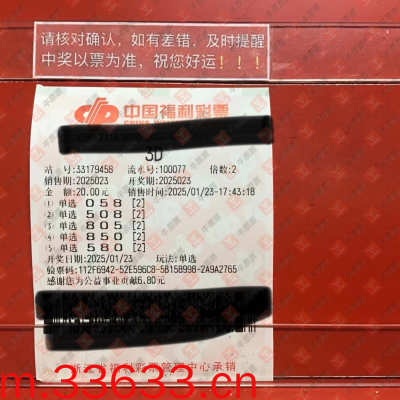 请核对确认，如有差错，及时提醒
中奖以票为准，祝您好运！！！
中国福利彩票
3D
站 号:33179458 流水号:100077 倍数:2
销售期:2025023 开奖期:2025023
金 额:20.00元 销售时间:2025/01/23-17:43:18
(1) 单选 0 5 8 [2]
(2) 单选 5 0 8 [2]
(3) 单选 8 0 5 [2]
(4) 单选 8 5 0 [2]
(5) 单选 5 8 0 [2]
开奖日期:2025/01/23 玩法:单选
验票码:112F6942-52E596C8-5B158998-2A9A2765
感谢您为公益事业贡献6.80元
中心承销
m.33633.cn